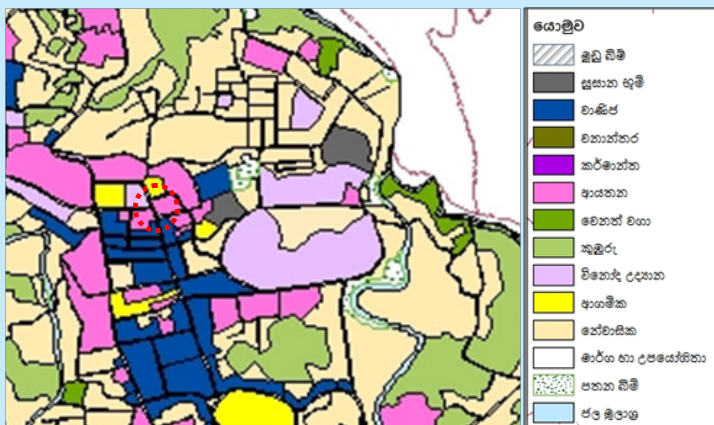 යොමුව
මුඩු බිම්
සුසාන භූමි
වාණිජ
වනාන්තර
කර්මාන්ත
ආයතන
වෙනත් වගා
කුඹුරු
විනෝද උද්‍යාන
ආගමික
නේවාසික
මාර්ග හා උපයෝගිතා
පතන බිම්
ජල මූලාශ්‍ර